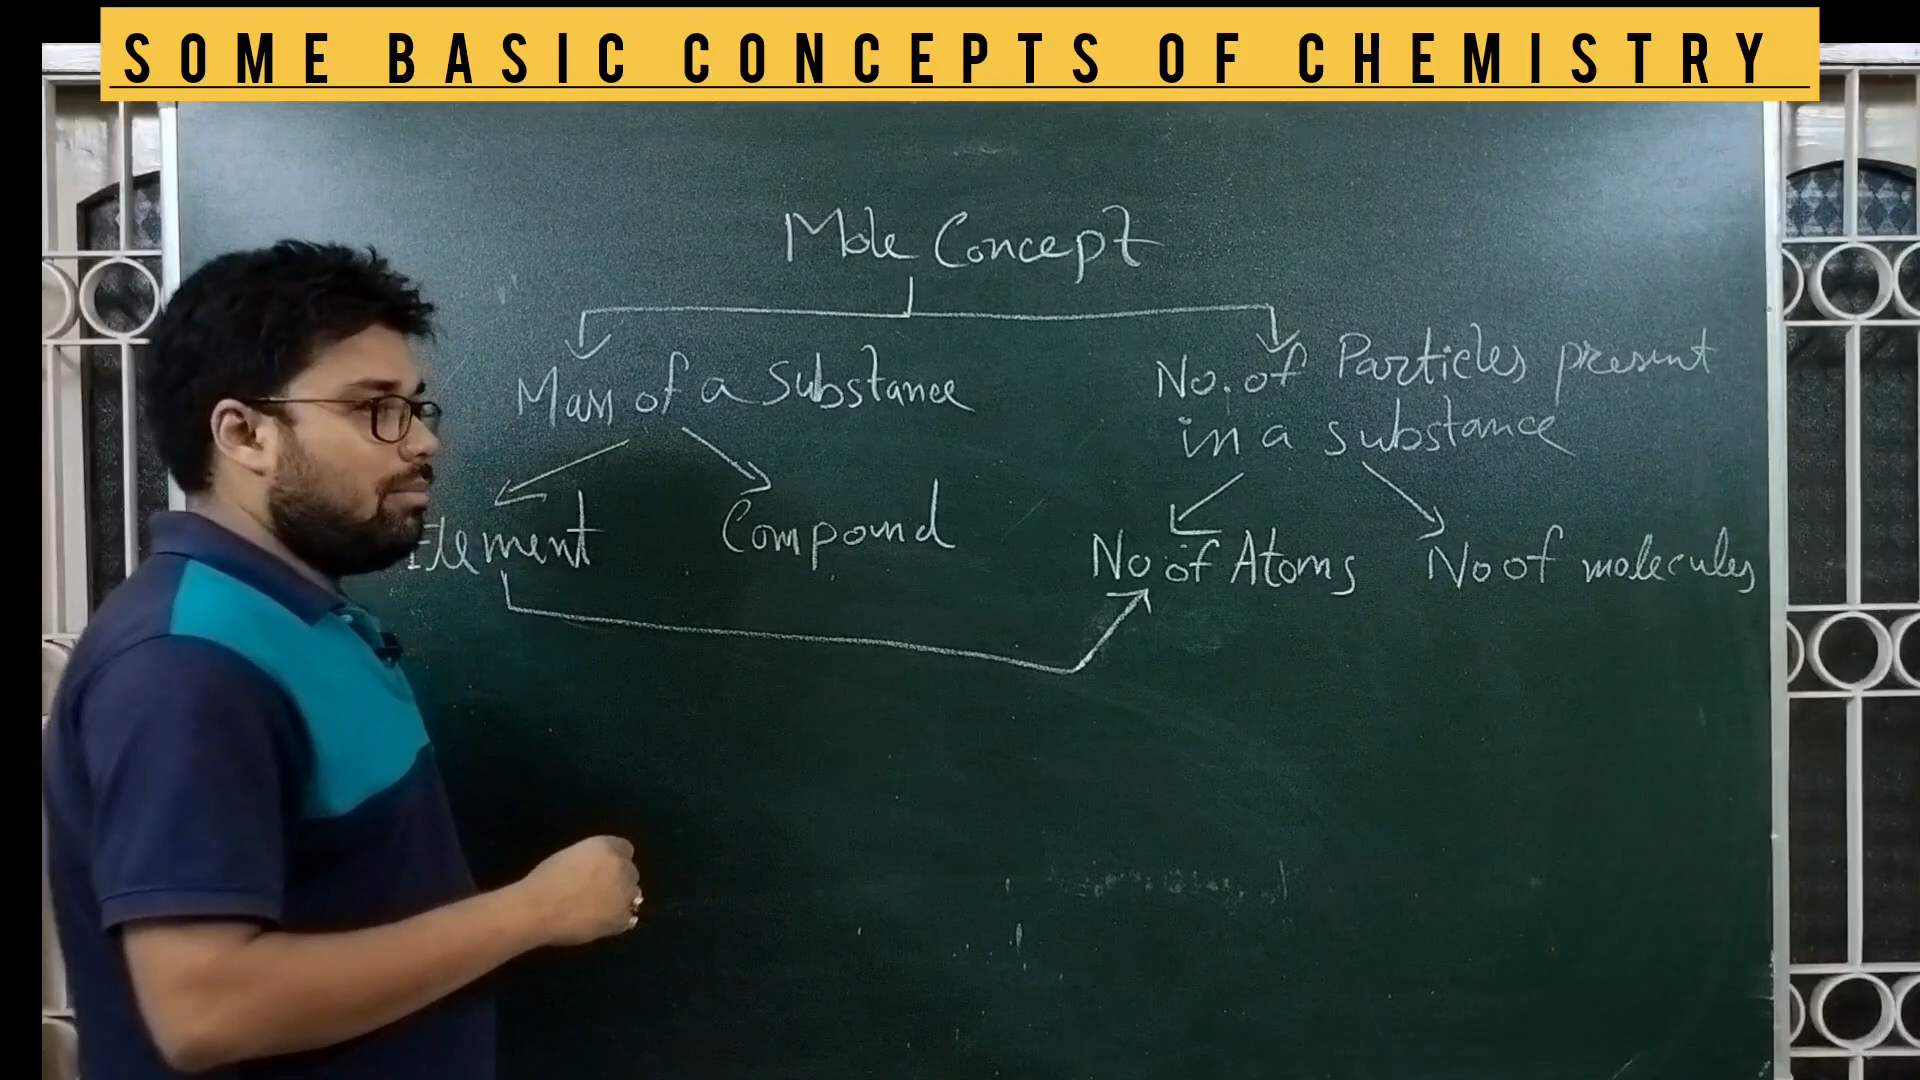 SOME BASIC CONCEPTS OF CHEMISTRY
Mole Concept
Mass of a Substance
No. of Particles present
in a substance
Element
Compound
No of Atoms
No of molecules